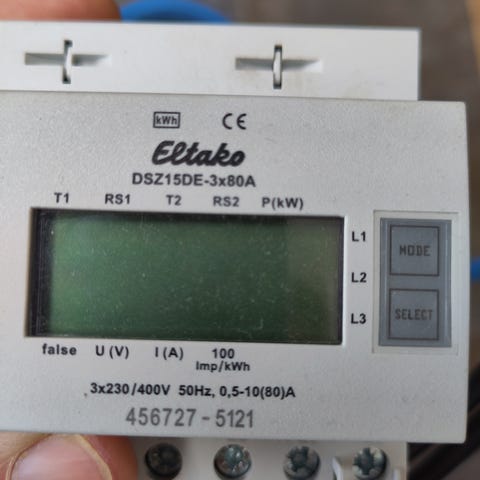 kWh CE
Eltako
DSZ15DE-3x80A
T1 RS1 T2 RS2 P(kW)
L1
MODE
L2
SELECT
L3
false U (V) I (A) 100
Imp/kWh
3x230/400V 50Hz, 0,5-10(80)A
456727 - 5121